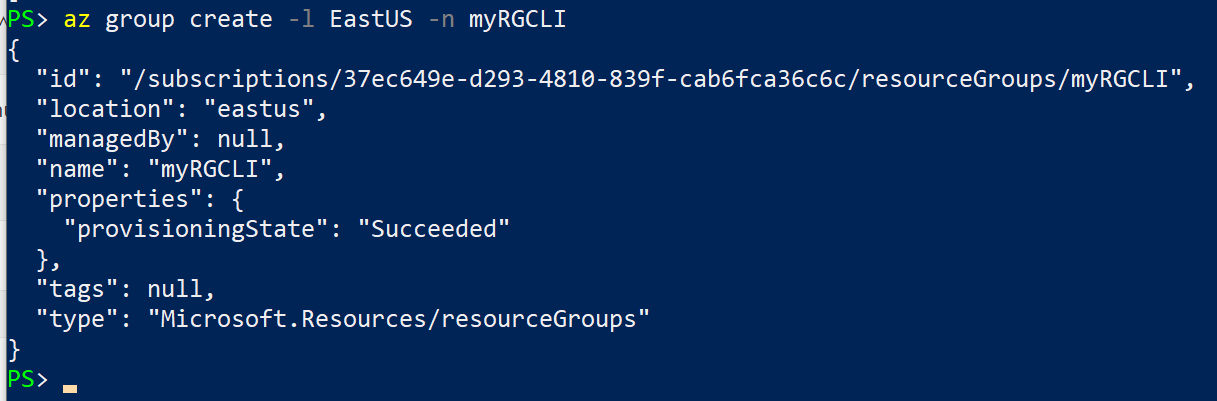 PS> az group create -l EastUS -n myRGCLI
{
  "id": "/subscriptions/37ec649e-d293-4810-839f-cab6fca36c6c/resourceGroups/myRGCLI",
  "location": "eastus",
  "managedBy": null,
  "name": "myRGCLI",
  "properties": {
    "provisioningState": "Succeeded"
  },
  "tags": null,
  "type": "Microsoft.Resources/resourceGroups"
}
PS>